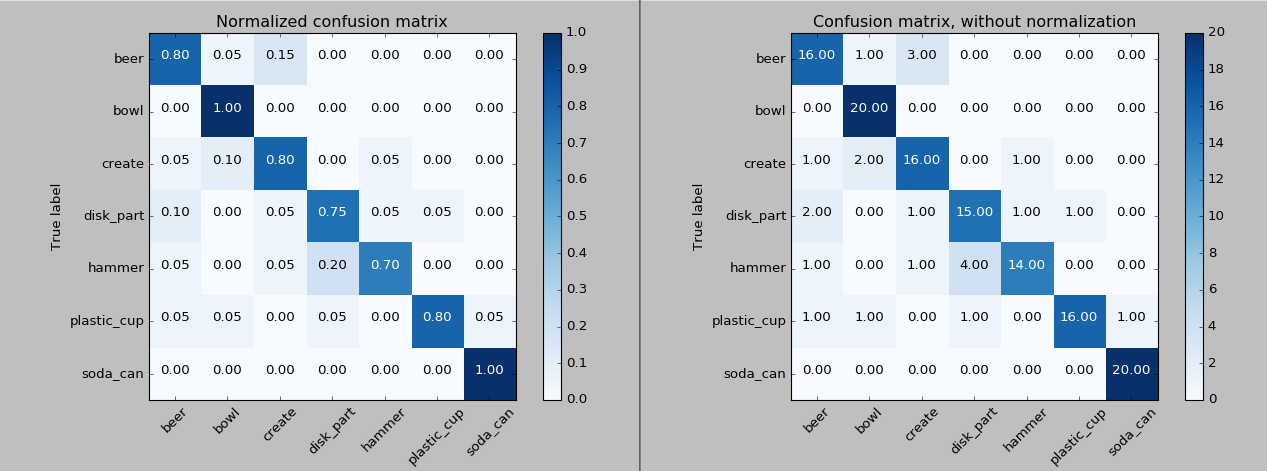 Normalized confusion matrix
True label
beer 0.80 0.05 0.15 0.00 0.00 0.00 0.00
bowl 0.00 1.00 0.00 0.00 0.00 0.00 0.00
create 0.05 0.10 0.80 0.00 0.05 0.00 0.00
disk_part 0.10 0.00 0.05 0.75 0.05 0.05 0.00
hammer 0.05 0.00 0.05 0.20 0.70 0.00 0.00
plastic_cup 0.05 0.05 0.00 0.05 0.00 0.80 0.05
soda_can 0.00 0.00 0.00 0.00 0.00 0.00 1.00
beer bowl create disk_part hammer plastic_cup soda_can
1.0
0.9
0.8
0.7
0.6
0.5
0.4
0.3
0.2
0.1
0.0
Confusion matrix, without normalization
True label
beer 16.00 1.00 3.00 0.00 0.00 0.00 0.00
bowl 0.00 20.00 0.00 0.00 0.00 0.00 0.00
create 1.00 2.00 16.00 0.00 1.00 0.00 0.00
disk_part 2.00 0.00 1.00 15.00 1.00 1.00 0.00
hammer 1.00 0.00 1.00 4.00 14.00 0.00 0.00
plastic_cup 1.00 1.00 0.00 1.00 0.00 16.00 1.00
soda_can 0.00 0.00 0.00 0.00 0.00 0.00 20.00
beer bowl create disk_part hammer plastic_cup soda_can
20
18
16
14
12
10
8
6
4
2
0